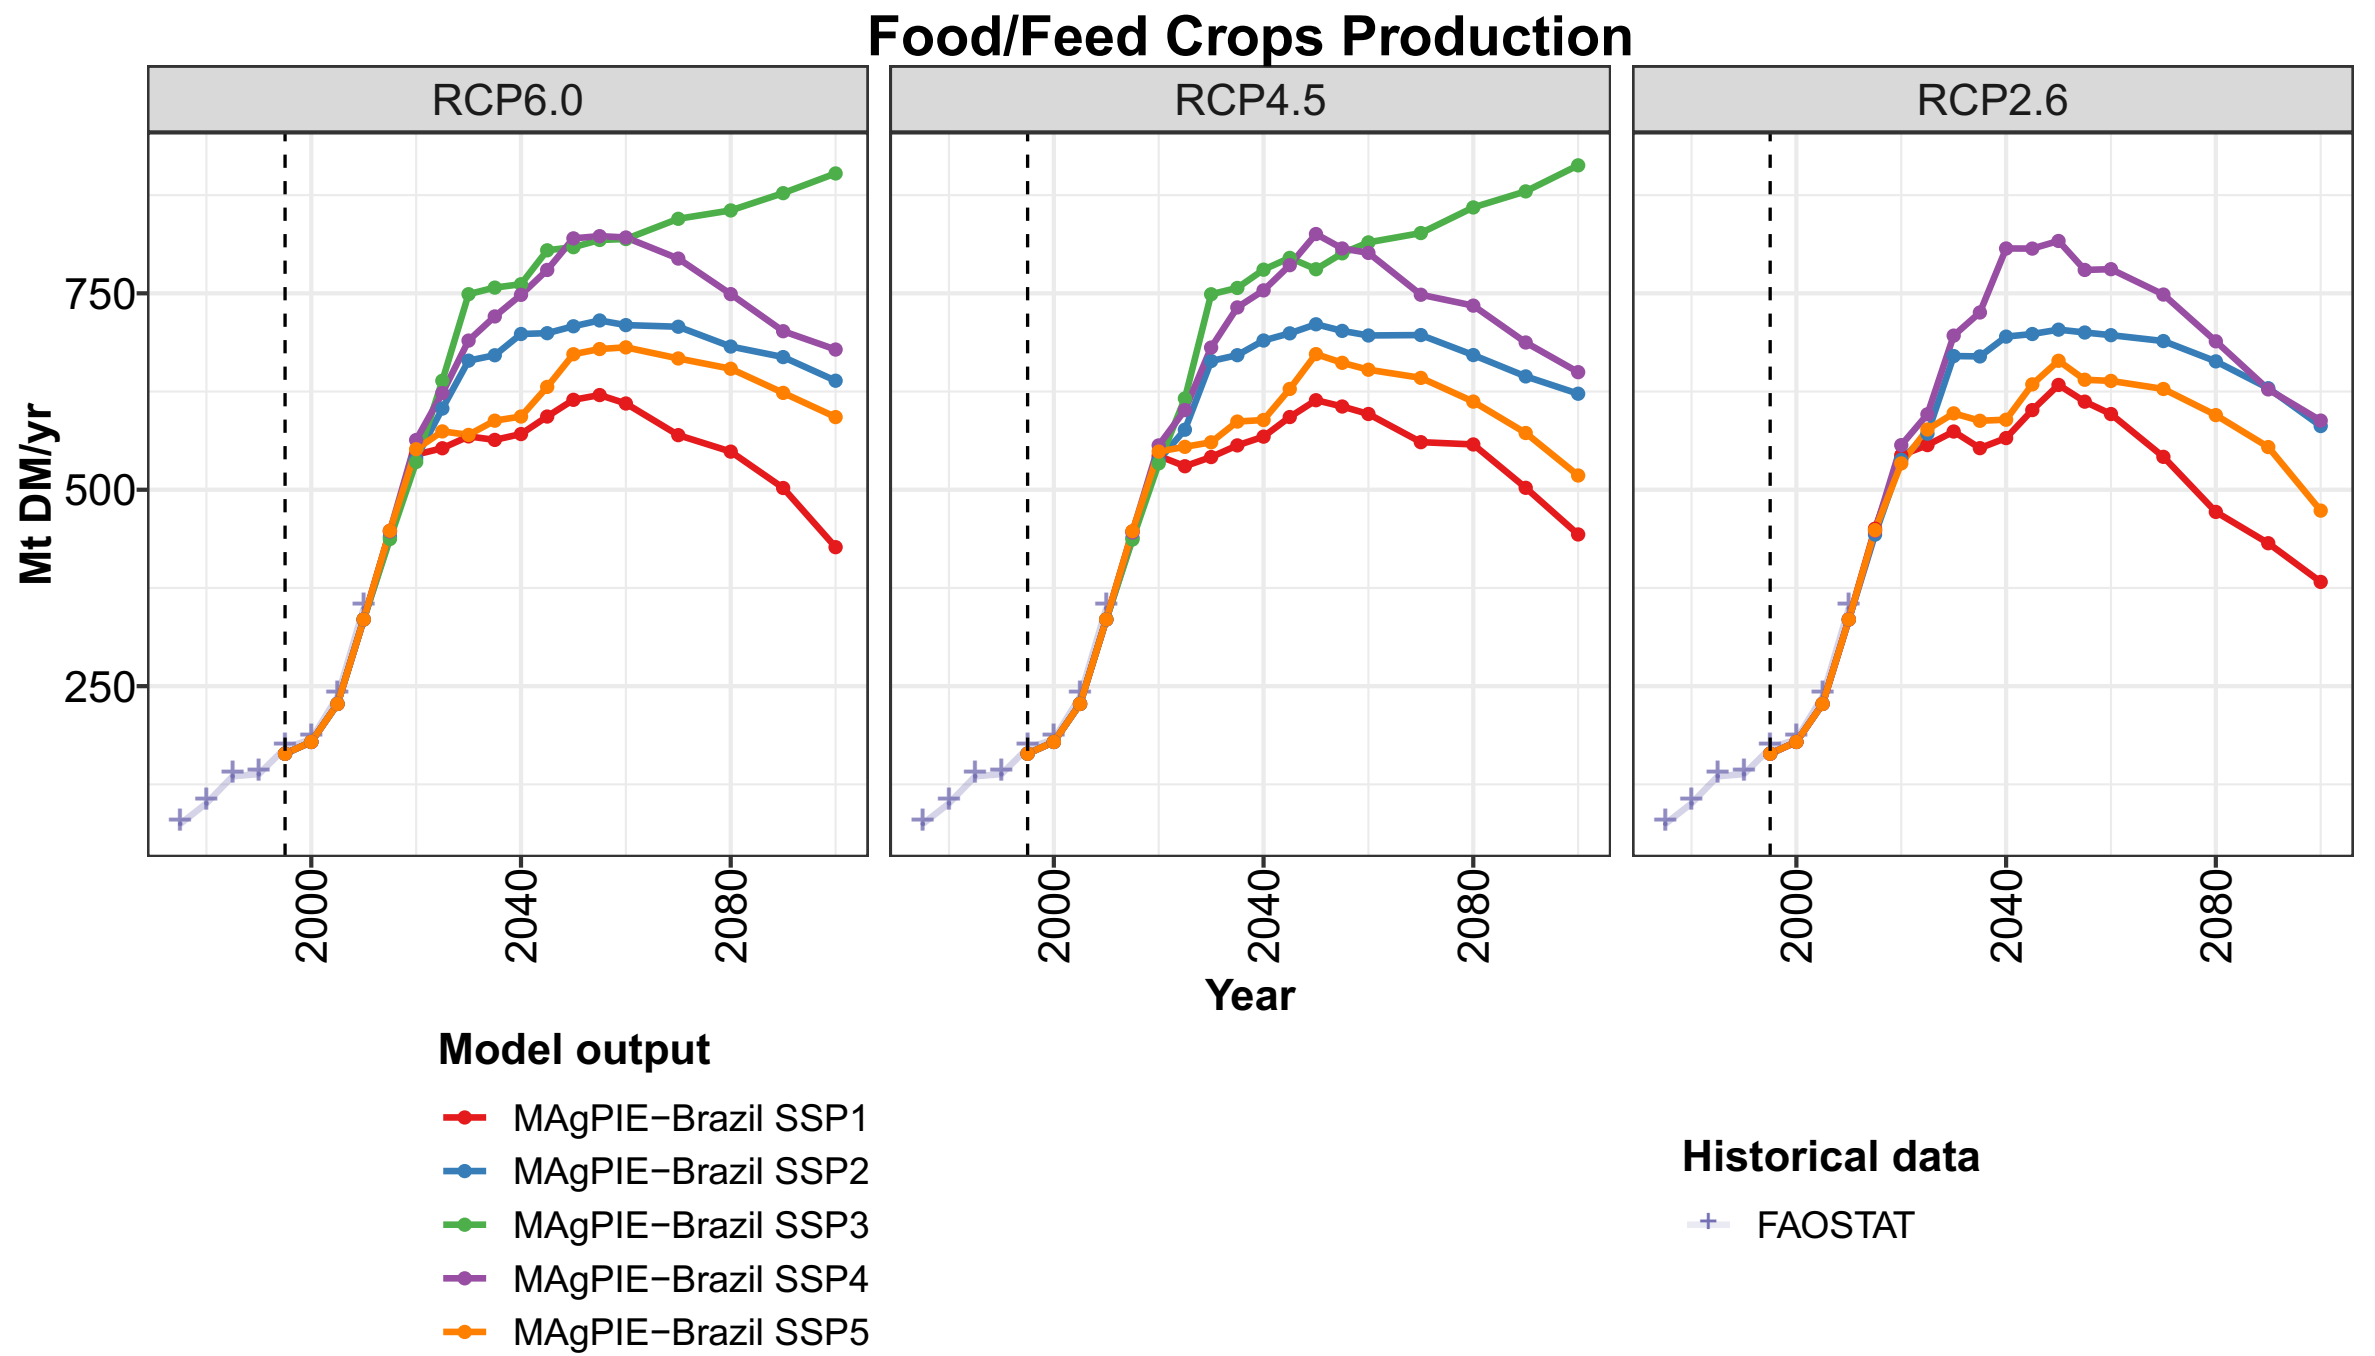 Food/Feed Crops Production
RCP6.0
RCP4.5
RCP2.6
Mt DM/yr
750
500
250
2000
2040
2080
2000
2040
2080
2000
2040
2080
Year
Model output
MAgPIE−Brazil SSP1
MAgPIE−Brazil SSP2
MAgPIE−Brazil SSP3
MAgPIE−Brazil SSP4
MAgPIE−Brazil SSP5
Historical data
FAOSTAT